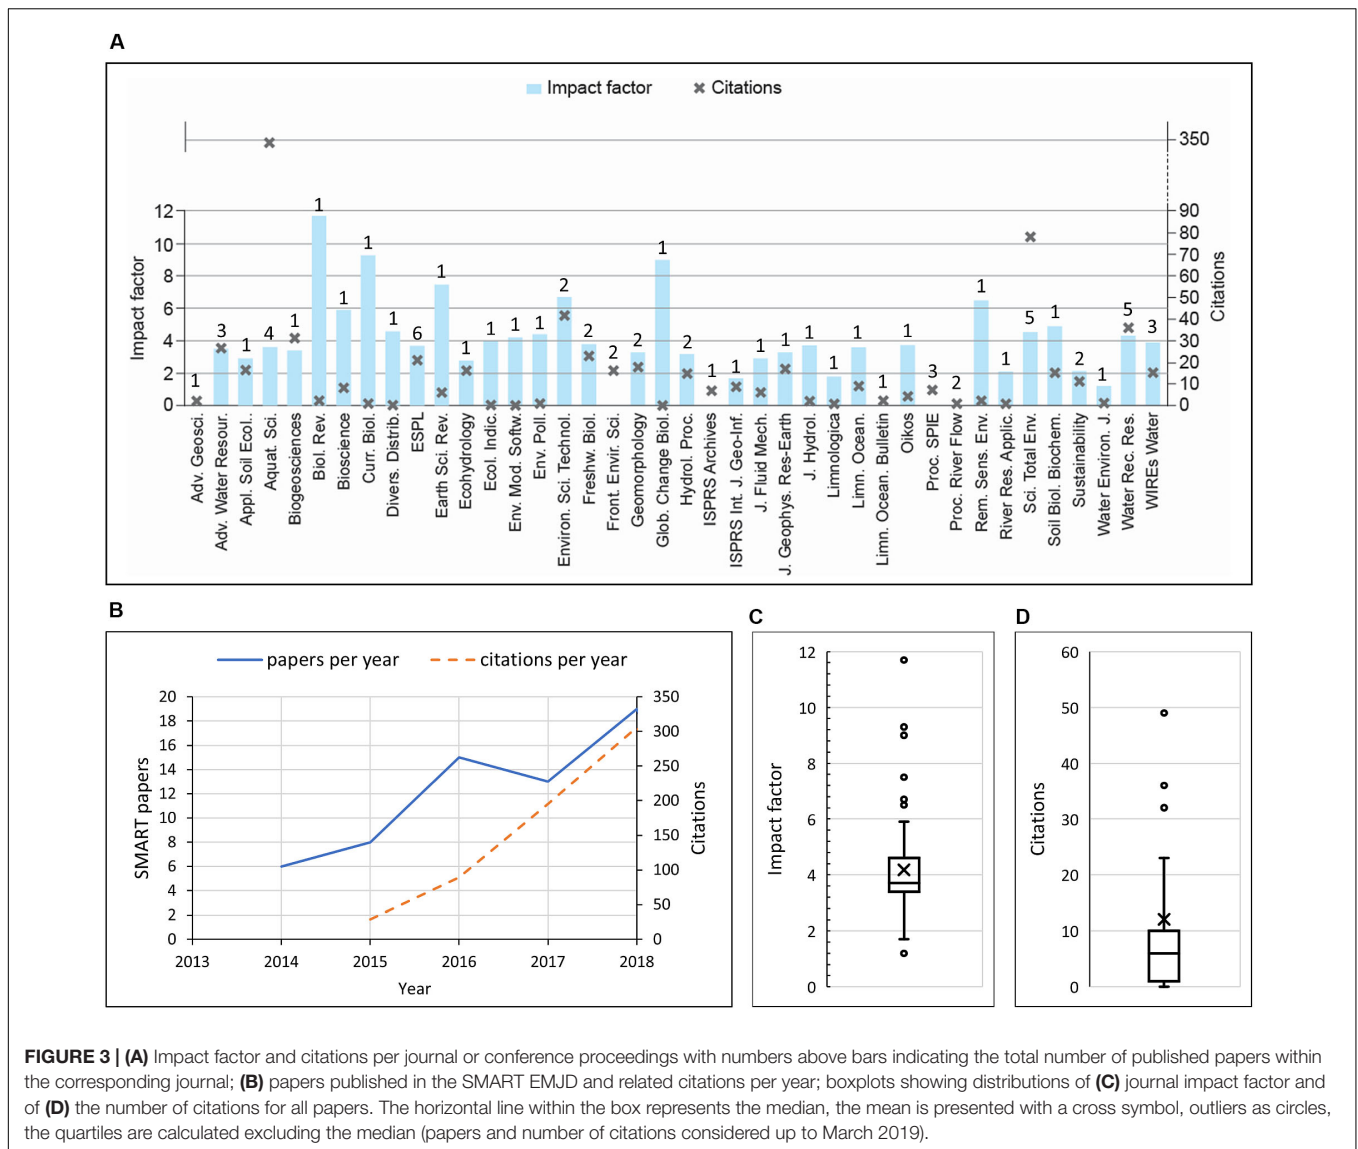 A
Impact factor
Citations
350
12
10
8
6
4
2
0
Impact factor
90
80
70
60
50
40
30
20
10
0
Citations
1
3
1
4
1
1
1
1
1
6
1
1
1
1
1
2
2
2
2
1
2
1
1
1
1
1
1
1
1
1
3
2
1
1
5
1
2
1
5
3
Adv. Geosci.
Adv. Water Resour.
Appl. Soil Ecol.
Aquat. Sci.
Biogeosciences
Biol. Rev.
Bioscience
Curr. Biol.
Divers. Distrib.
ESPL
Earth Sci. Rev.
Ecohydrology
Ecol. Indic.
Env. Mod. Softw.
Env. Poll.
Environ. Sci. Technol.
Freshw. Biol.
Front. Envir. Sci.
Geomorphology
Glob. Change Biol.
Hydrol. Proc.
ISPRS Archives
ISPRS Int. J. Geo-Inf.
J. Fluid Mech.
J. Geophys. Res-Earth
J. Hydrol.
Limnologica
Limn. Ocean.
Limn. Ocean. Bulletin
Oikos
Proc. SPIE
Proc. River Flow
Rem. Sens. Env.
River Res. Applic.
Sci. Total Env.
Soil Biol. Biochem.
Sustainability
Water Environ. J.
Water Rec. Res.
WIREs Water
B
papers per year
citations per year
20
18
16
14
12
10
8
6
4
2
0
SMART papers
350
300
250
200
150
100
50
0
Citations
2013
2014
2015
2016
2017
2018
Year
C
12
10
8
6
4
2
0
Impact factor
D
60
50
40
30
20
10
0
Citations
FIGURE 3 | (A) Impact factor and citations per journal or conference proceedings with numbers above bars indicating the total number of published papers within
the corresponding journal; (B) papers published in the SMART EMJD and related citations per year; boxplots showing distributions of (C) journal impact factor and
of (D) the number of citations for all papers. The horizontal line within the box represents the median, the mean is presented with a cross symbol, outliers as circles,
the quartiles are calculated excluding the median (papers and number of citations considered up to March 2019).